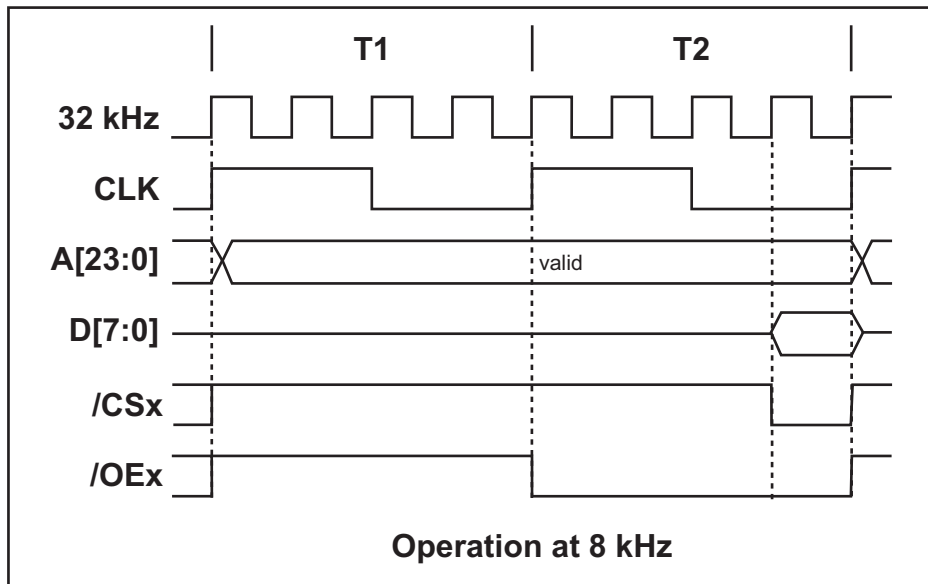 T1 T2
32 kHz
CLK
A[23:0] valid
D[7:0]
/CSx
/OEx
Operation at 8 kHz